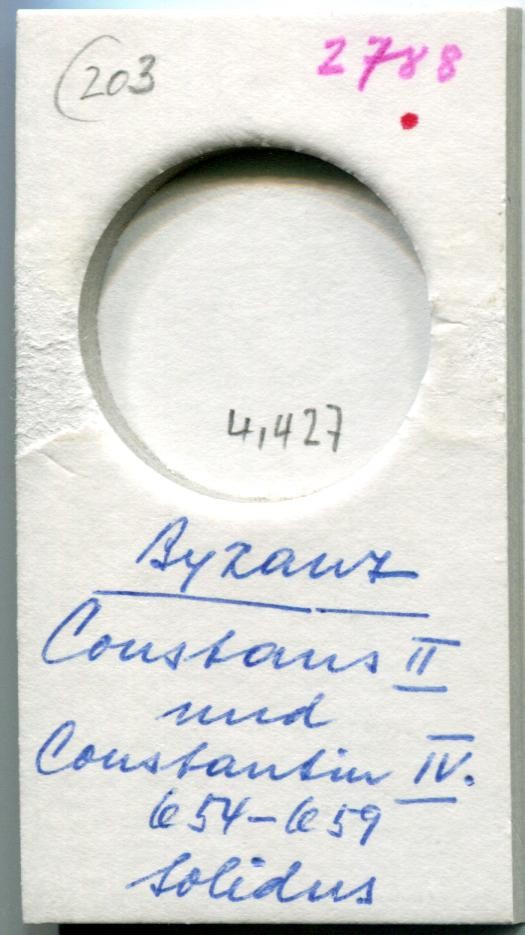 (203
2788
4,427
Byzanz
Constans II
und
Constantin IV.
654-659
Solidus